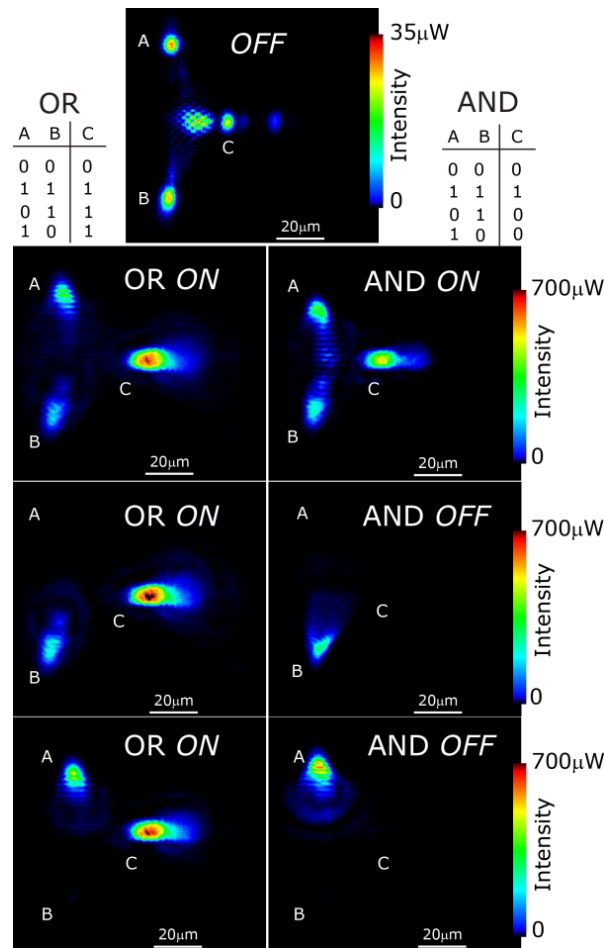 A
OFF
35μW
Intensity
0
C
B
20μm
OR
A B C
0 0 0
1 1 1
0 1 1
1 0 1
AND
A B C
0 0 0
1 1 1
0 1 0
1 0 0
A
OR ON
C
B
20μm
A
AND ON
C
B
20μm
700μW
Intensity
0
A
OR ON
C
B
20μm
A
AND OFF
C
B
20μm
700μW
Intensity
0
A
OR ON
C
B
20μm
A
AND OFF
C
B
20μm
700μW
Intensity
0